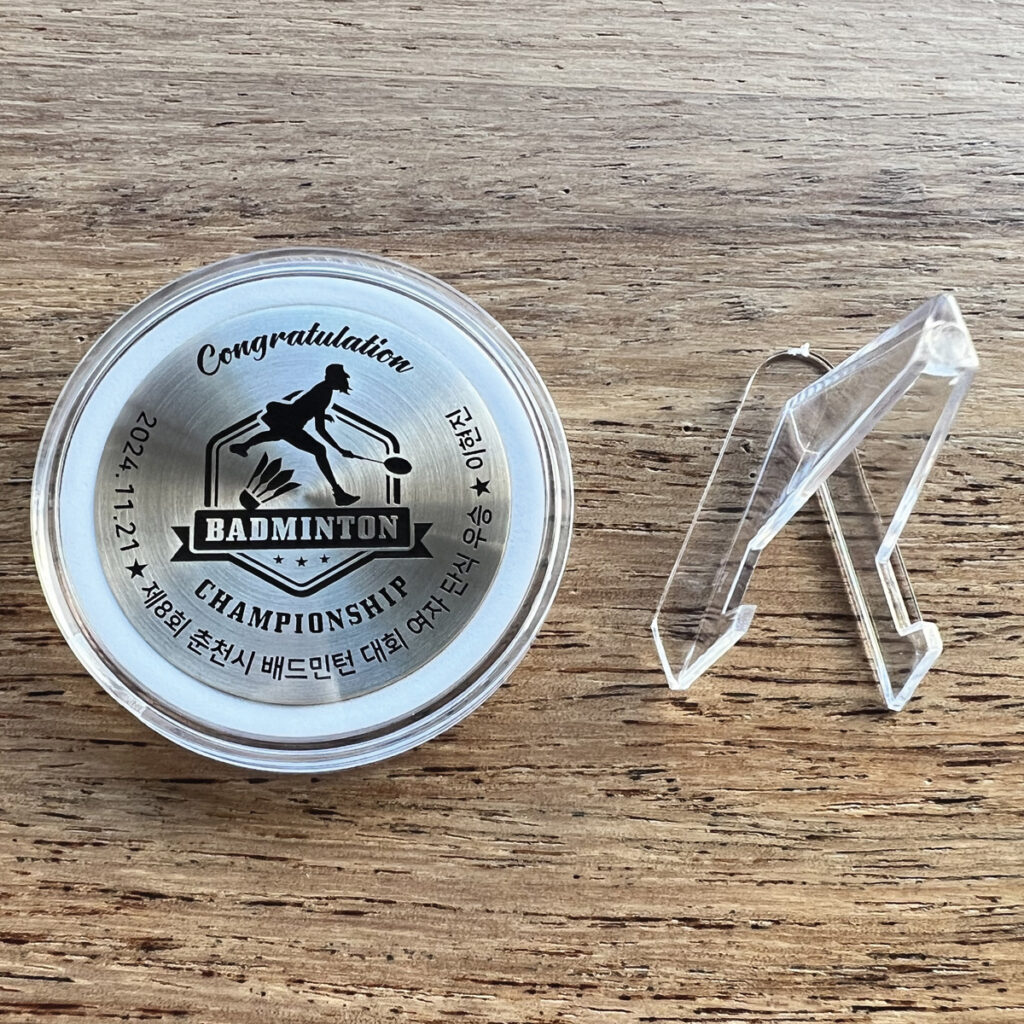 Congratulation
BADMINTON
CHAMPIONSHIP
2024.11.21 ★ 제8회 춘천시 배드민턴 대회 여자 단식 우승 ★ 이한진